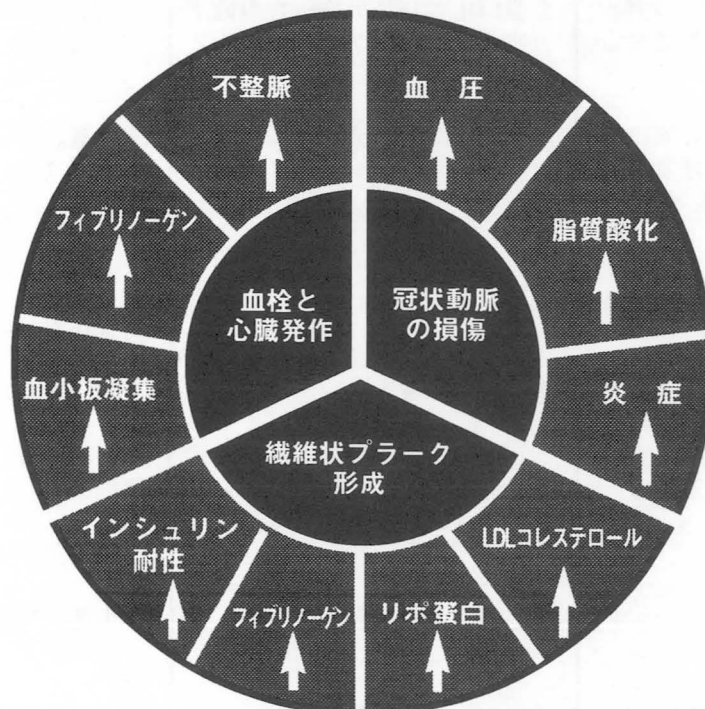 不整脈
血 圧
フィブリノーゲン
脂質酸化
血栓と
心臓発作
冠状動脈
の損傷
血小板凝集
炎 症
繊維状プラーク
形成
インシュリン
耐性
LDLコレステロール
フィブリノーゲン
リポ蛋白